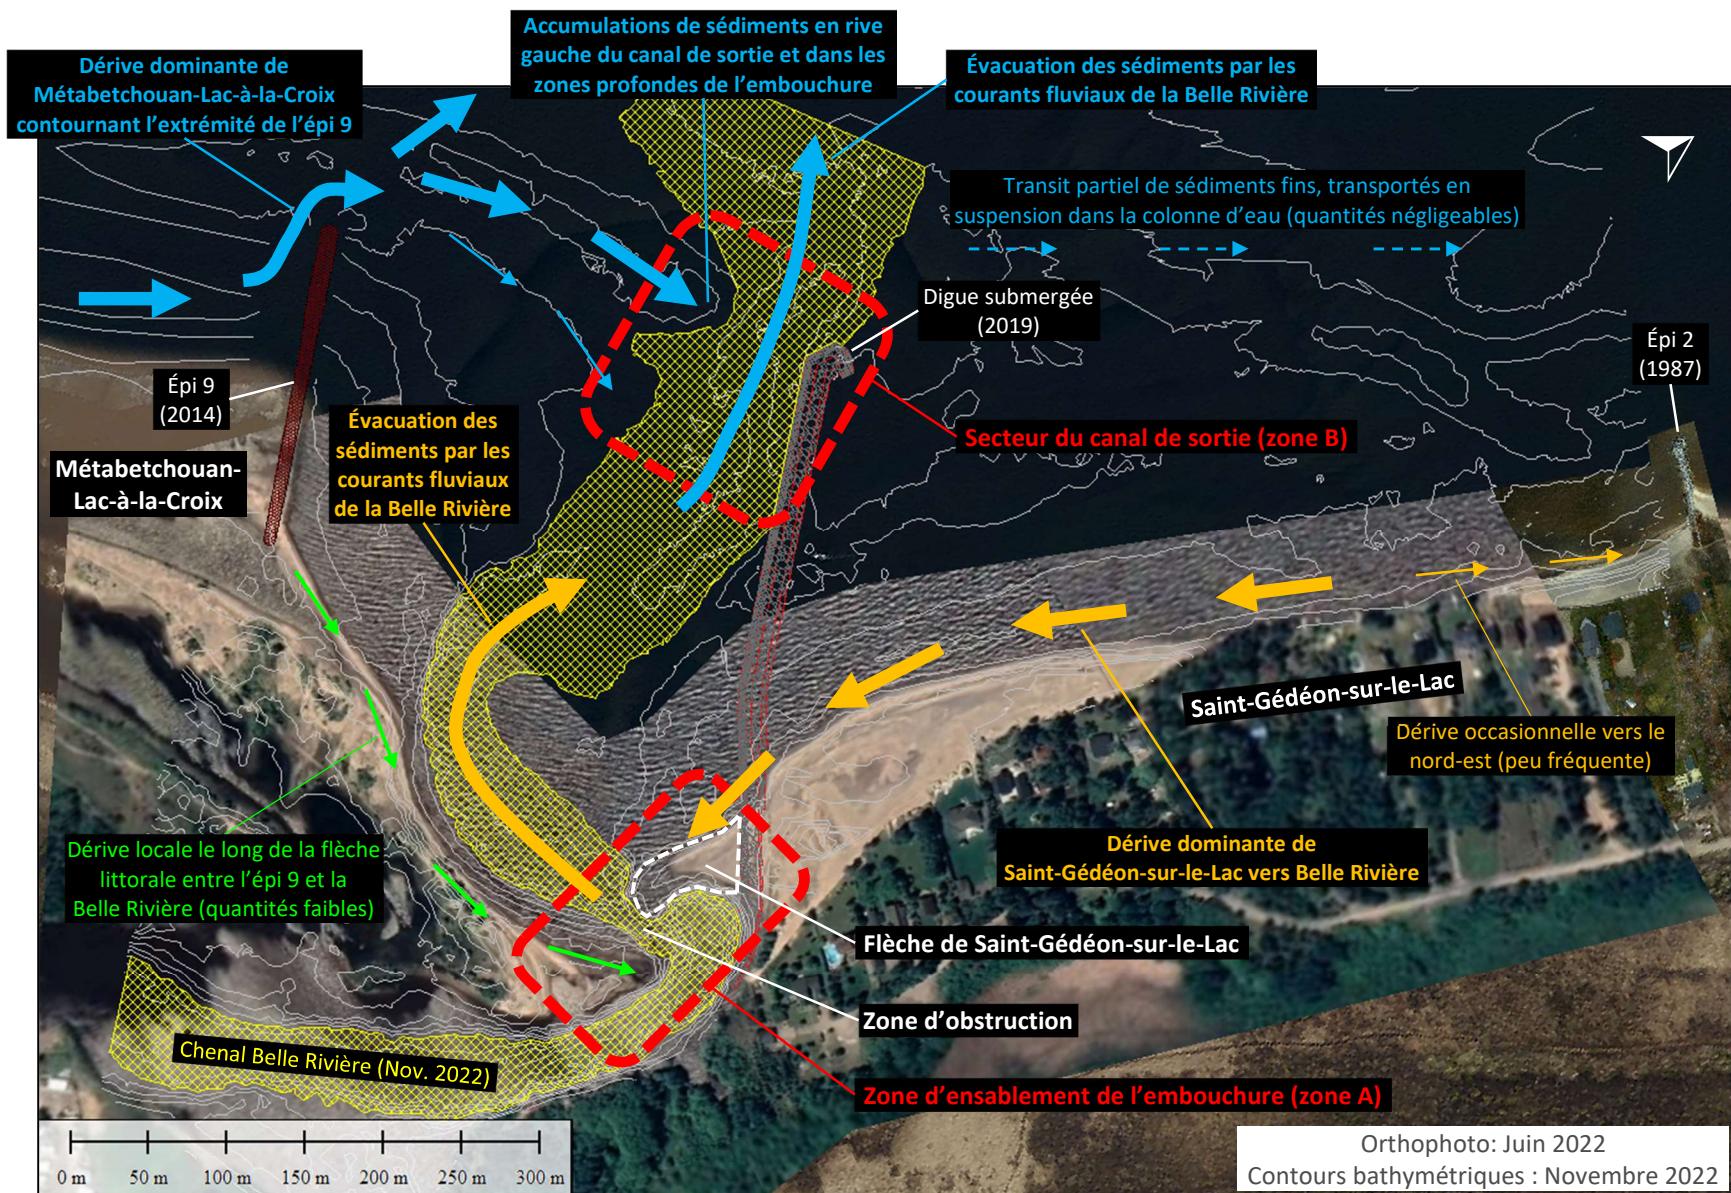 Accumulations de sédiments en rive
gauche du canal de sortie et dans les
zones profondes de l’embouchure
Dérive dominante de
Métabetchouan-Lac-à-la-Croix
contournant l’extrémité de l’épi 9
Évacuation des sédiments par les
courants fluviaux de la Belle Rivière
Transit partiel de sédiments fins, transportés en
suspension dans la colonne d’eau (quantités négligeables)
Digue submergée
(2019)
Épi 2
(1987)
Épi 9
(2014)
Évacuation des
sédiments par les
courants fluviaux
de la Belle Rivière
Secteur du canal de sortie (zone B)
Métabetchouan-
Lac-à-la-Croix
Saint-Gédéon-sur-le-Lac
Dérive occasionnelle vers le
nord-est (peu fréquente)
Dérive locale le long de la flèche
littorale entre l’épi 9 et la
Belle Rivière (quantités faibles)
Dérive dominante de
Saint-Gédéon-sur-le-Lac vers Belle Rivière
Flèche de Saint-Gédéon-sur-le-Lac
Zone d’obstruction
Chenal Belle Rivière (Nov. 2022)
Zone d’ensablement de l’embouchure (zone A)
0 m 50 m 100 m 150 m 200 m 250 m 300 m
Orthophoto: Juin 2022
Contours bathymétriques : Novembre 2022